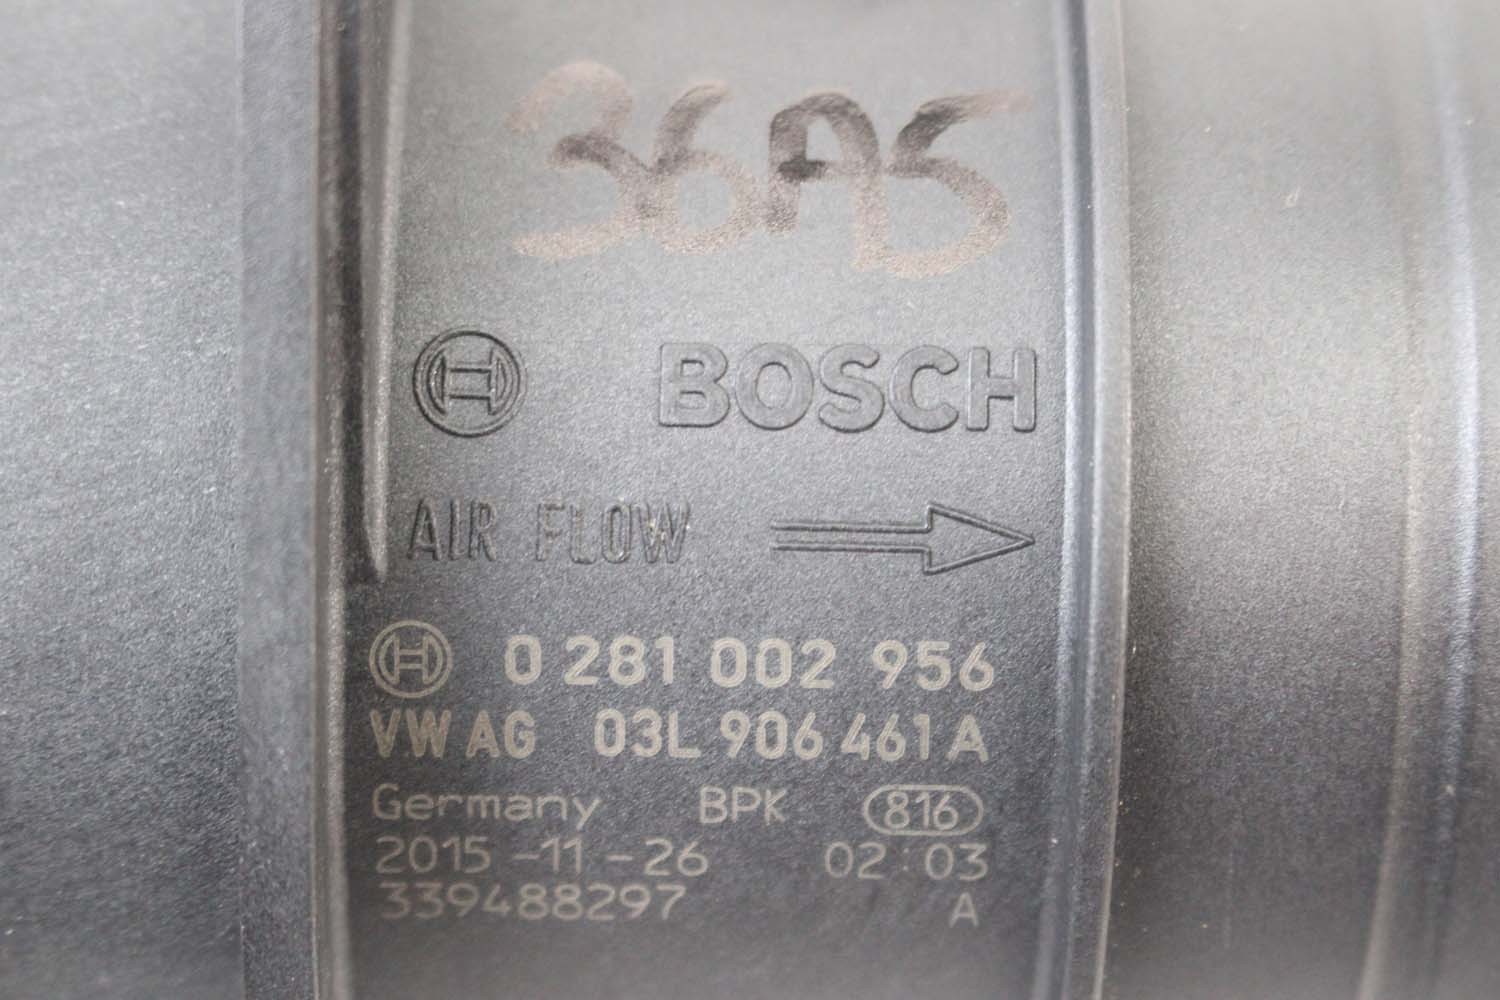 36A5
BOSCH
AIR FLOW
0 281 002 956
VW AG 03L 906 461 A
Germany BPK 816
2015-11-26 02:03
339488297 A